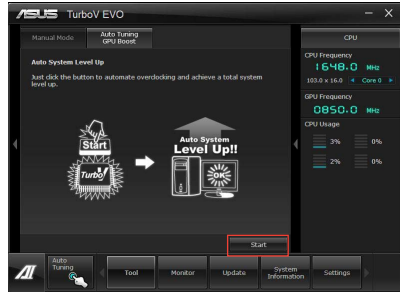 ASUS TurboV EVO
Manual Mode
Auto Tuning
GPU Boost
CPU
Auto System Level Up
Just click the button to automate overclocking and achieve a total system
level up.
Start
Turbo!
Auto System
Level Up!!
OK
Start
CPU Frequency
1648.0 MHz
103.0 x 16.0 Core 0
GPU Frequency
0850.0 MHz
CPU Usage
3% 0%
2% 0%
Auto
Tuning
Tool
Monitor
Update
System
Information
Settings